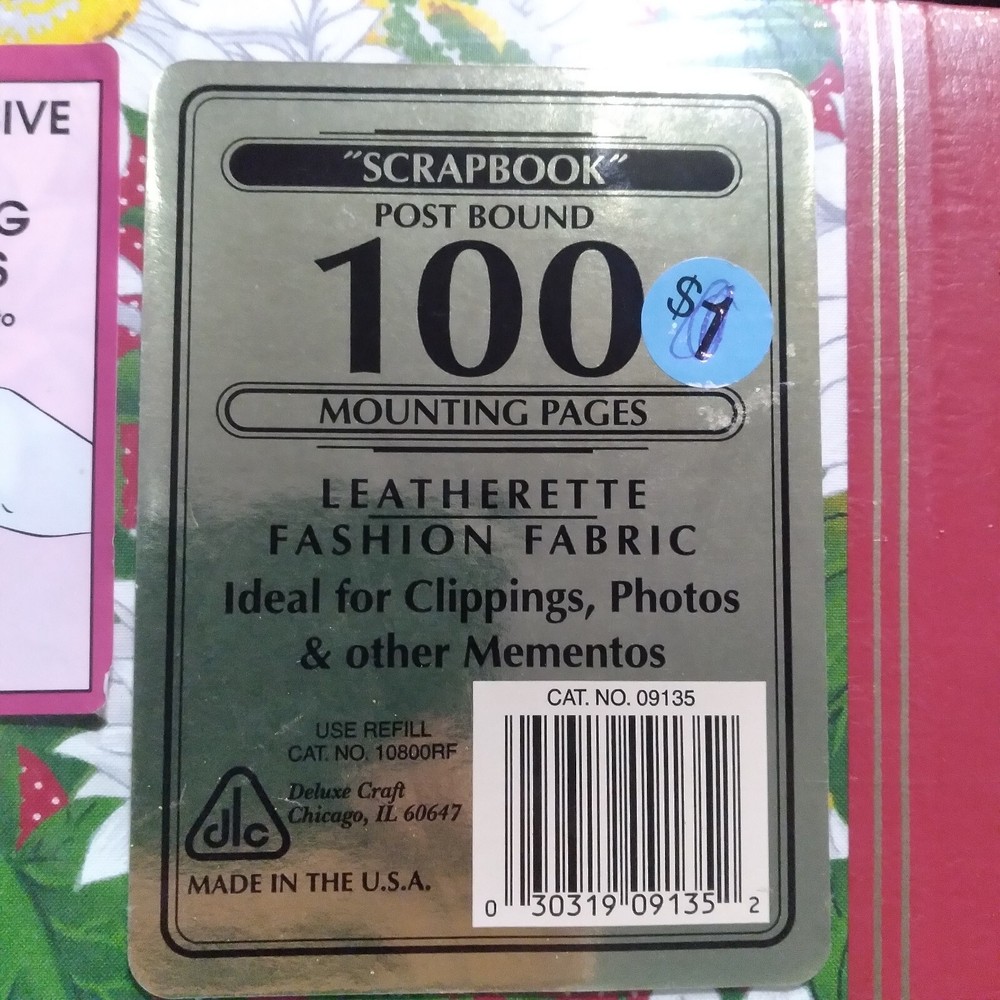 IVE
G
S
to
"SCRAPBOOK"
POST BOUND
100
$1
MOUNTING PAGES
LEATHERETTE
FASHION FABRIC
Ideal for Clippings, Photos
& other Mementos
USE REFILL
CAT. NO. 10800RF
dlc
Deluxe Craft
Chicago, IL 60647
MADE IN THE U.S.A.
CAT. NO. 09135
0 30319 09135 2